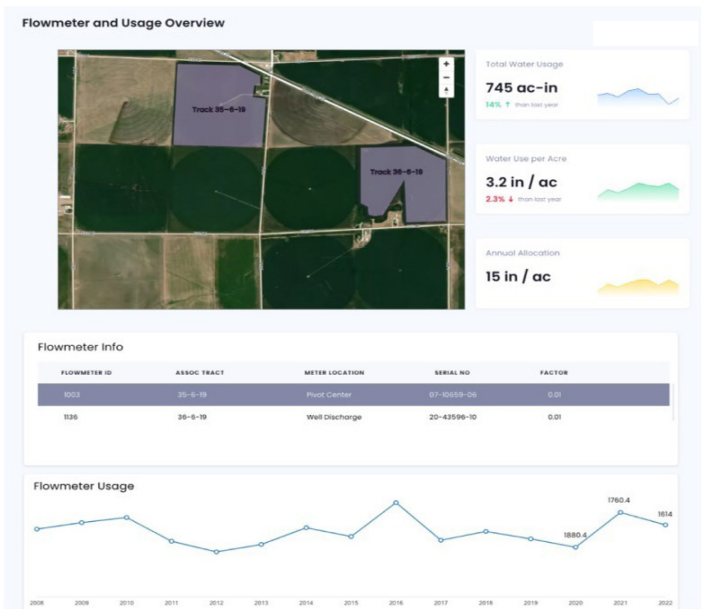 Flowmeter and Usage Overview
Track 36-6-19
Track 36-6-19
Total Water Usage
745 ac-in
14% ↑ than last year
Water Use per Acre
3.2 in / ac
2.3% ↓ than last year
Annual Allocation
15 in / ac
Flowmeter Info
FLOWMETER ID ASSOC TRACT METER LOCATION SERIAL NO FACTOR
1003 35-6-19 Pivot Center 07-10659-06 0.01
1136 36-6-19 Well Discharge 20-43596-10 0.01
Flowmeter Usage
1760.4
1614
1880.4
2008 2009 2010 2011 2012 2013 2014 2015 2016 2017 2018 2019 2020 2021 2022